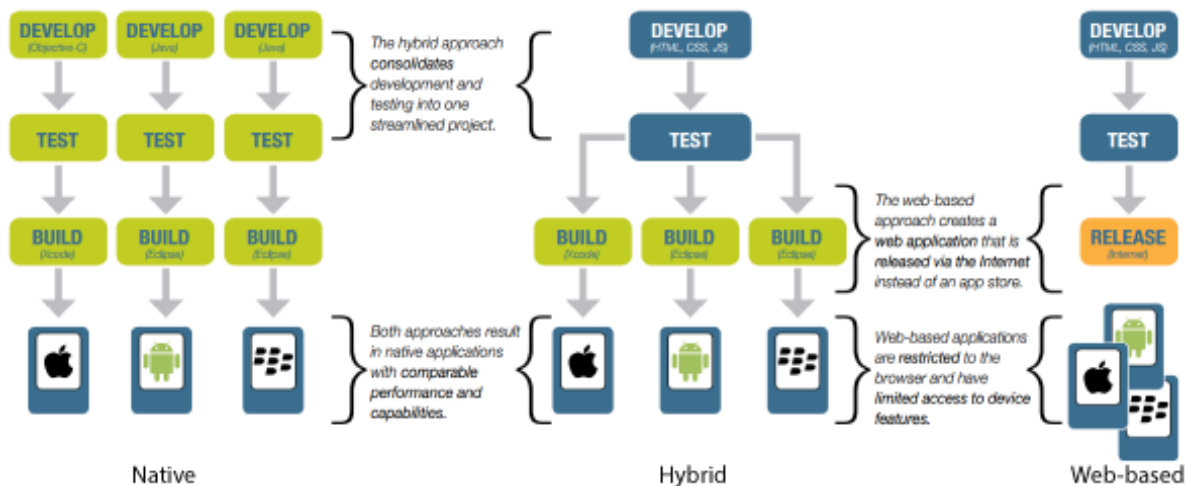 DEVELOP
(Objective-C)
DEVELOP
(Java)
DEVELOP
(Java)
TEST
TEST
TEST
BUILD
(Xcode)
BUILD
(Eclipse)
BUILD
(Eclipse)
Native
The hybrid approach
consolidates
development and
testing into one
streamlined project.
Both approaches result
in native applications
with comparable
performance and
capabilities.
DEVELOP
(HTML, CSS, JS)
TEST
BUILD
(Xcode)
BUILD
(Eclipse)
BUILD
(Eclipse)
Hybrid
The web-based
approach creates a
web application that is
released via the Internet
instead of an app store.
Web-based applications
are restricted to the
browser and have
limited access to device
features.
DEVELOP
(HTML, CSS, JS)
TEST
RELEASE
(Internet)
Web-based